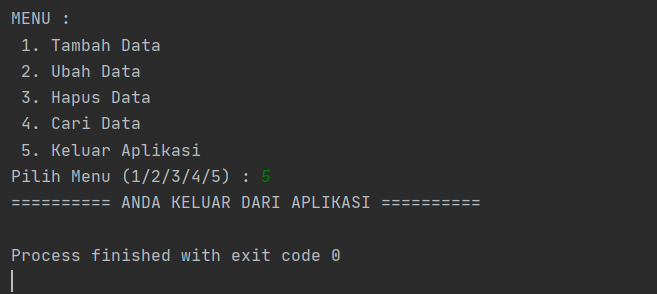 MENU :
1. Tambah Data
2. Ubah Data
3. Hapus Data
4. Cari Data
5. Keluar Aplikasi
Pilih Menu (1/2/3/4/5) : 5
========== ANDA KELUAR DARI APLIKASI ==========
Process finished with exit code 0